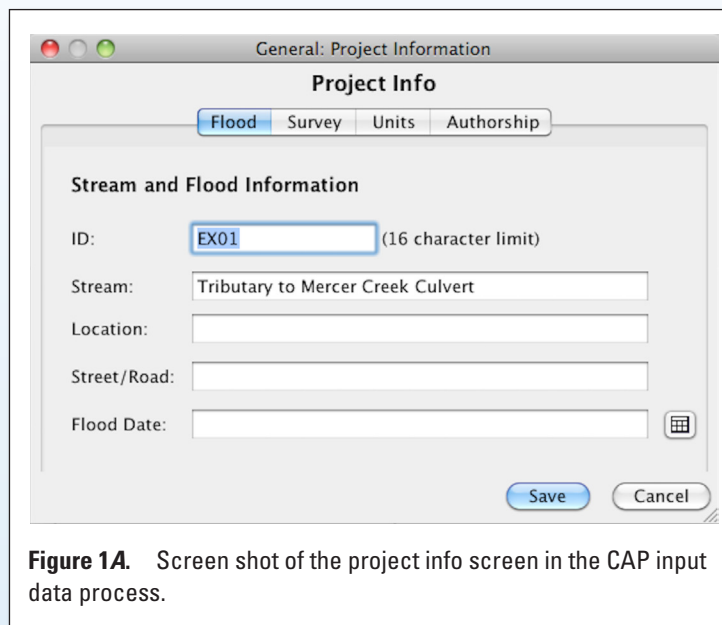 General: Project Information
Project Info
Flood Survey Units Authorship
Stream and Flood Information
ID: EX01 (16 character limit)
Stream: Tributary to Mercer Creek Culvert
Location:
Street/Road:
Flood Date:
Save Cancel
Figure 1A. Screen shot of the project info screen in the CAP input
data process.